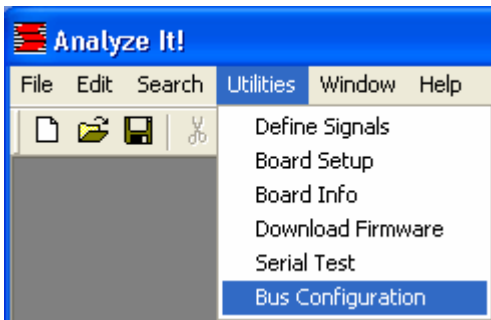 Analyze It!
File Edit Search Utilities Window Help
Define Signals
Board Setup
Board Info
Download Firmware
Serial Test
Bus Configuration